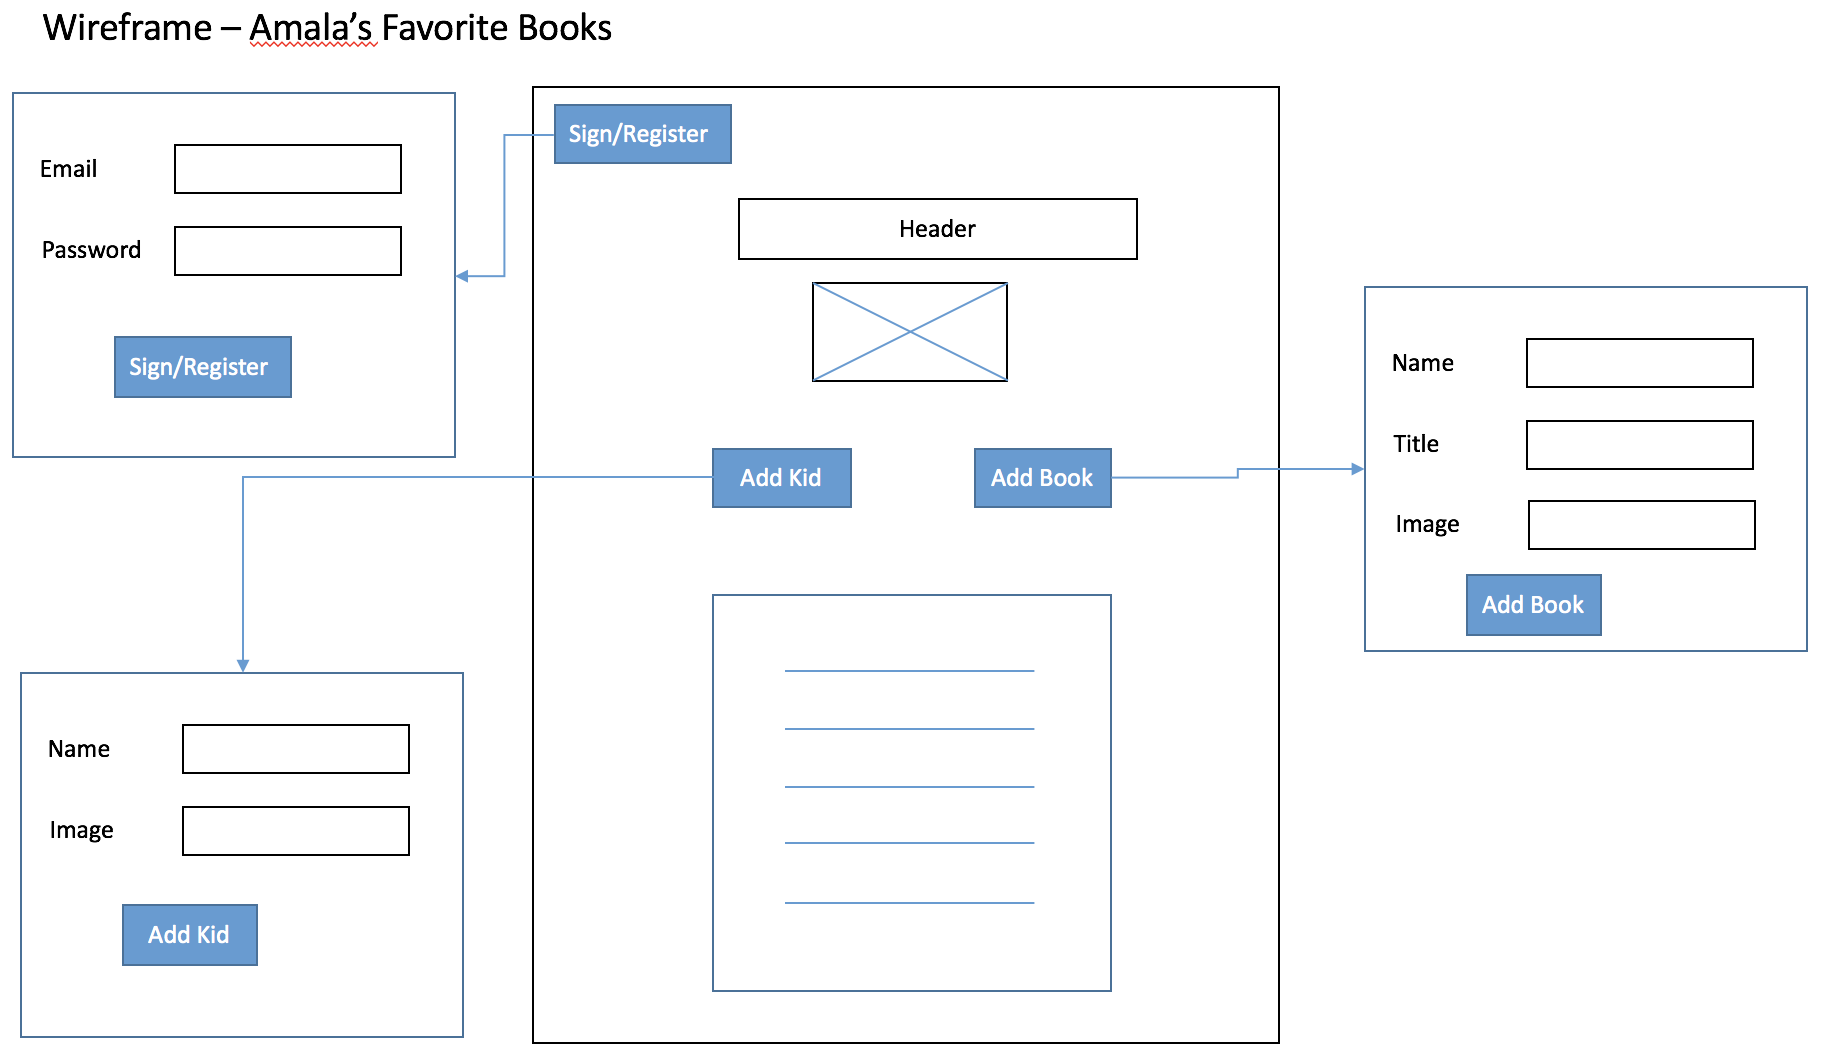 Wireframe – Amala’s Favorite Books
Email
Password
Sign/Register
Sign/Register
Header
Add Kid
Add Book
Name
Title
Image
Add Book
Name
Image
Add Kid